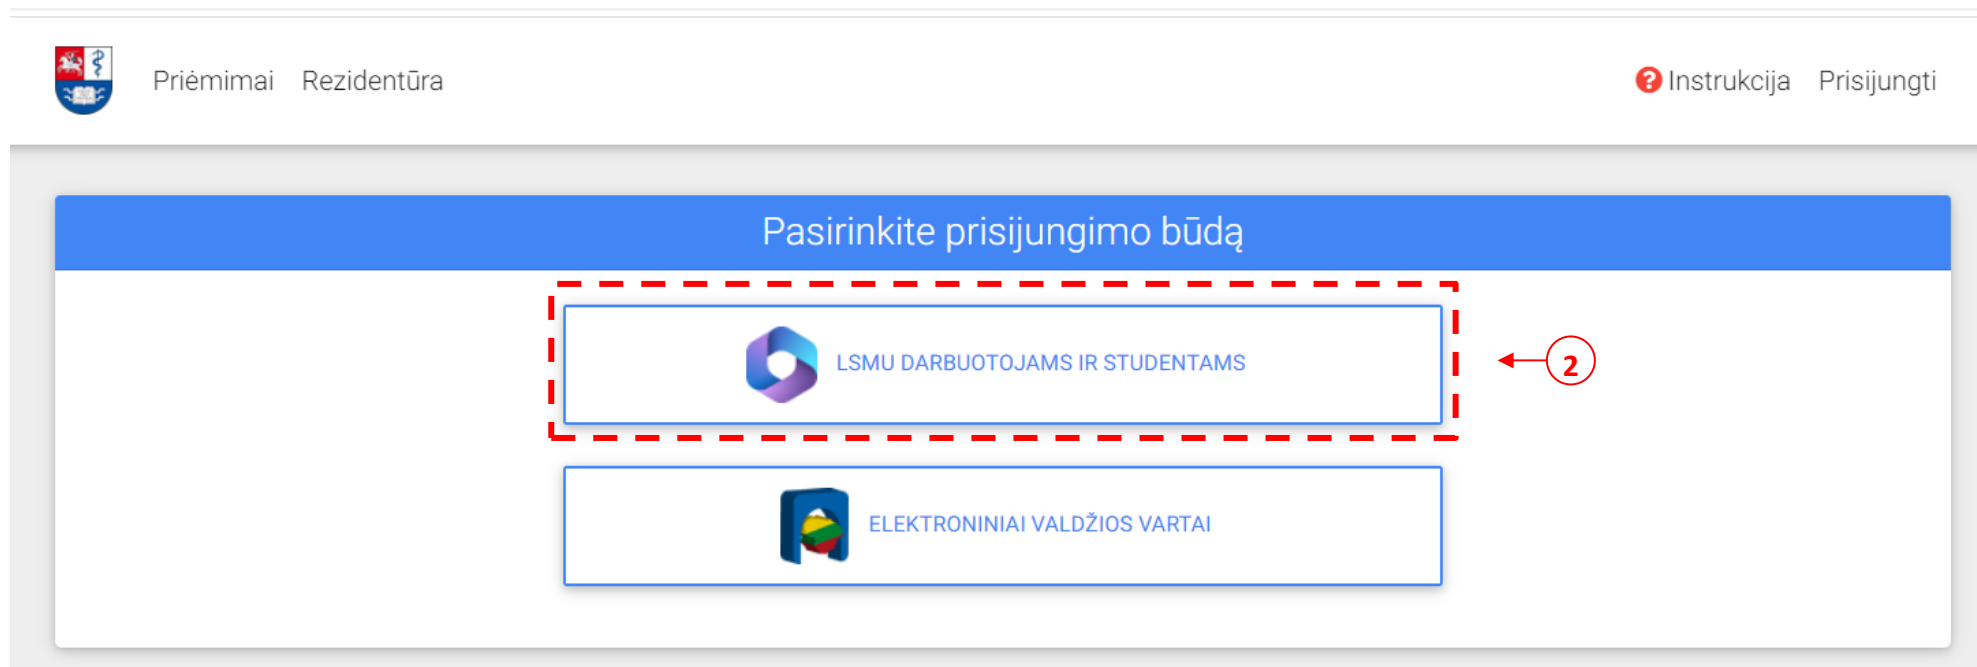 Priėmimai Rezidentūra
Instrukcija Prisijungti
Pasirinkite prisijungimo būdą
LSMU DARBUOTOJAMS IR STUDENTAMS
2
ELEKTRONINIAI VALDŽIOS VARTAI